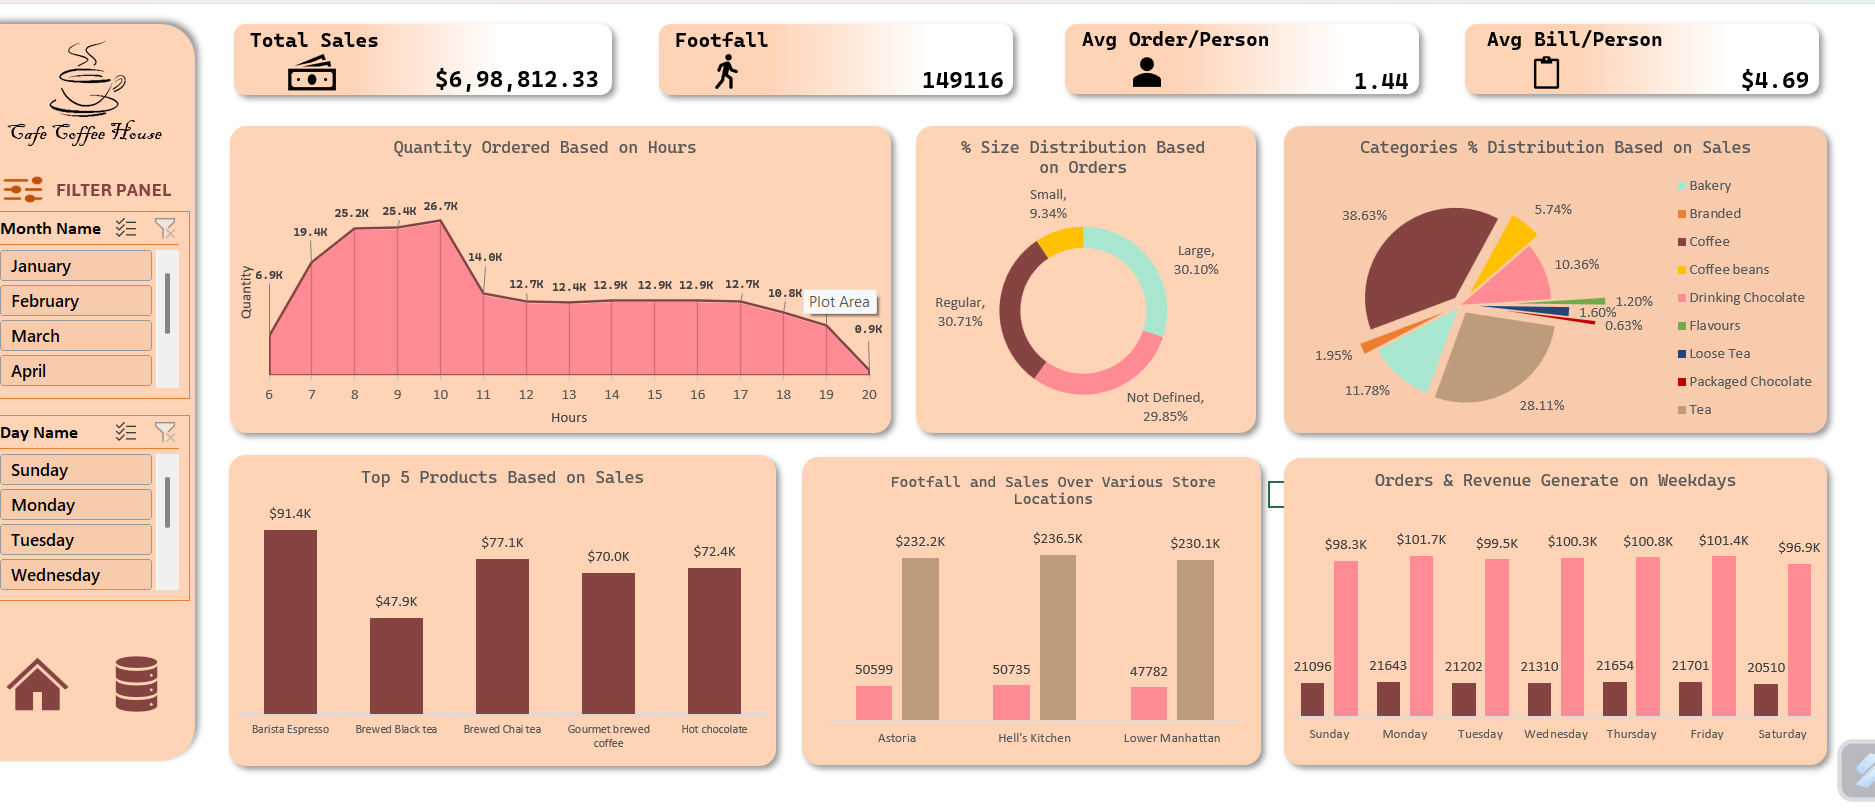 Cafe Coffee House
FILTER PANEL
Month Name
January
February
March
April
Day Name
Sunday
Monday
Tuesday
Wednesday
Total Sales
$6,98,812.33
Footfall
149116
Avg Order/Person
1.44
Avg Bill/Person
$4.69
Quantity Ordered Based on Hours
Quantity
6.9K
19.4K
25.2K
25.4K
26.7K
14.0K
12.7K
12.4K
12.9K
12.9K
12.9K
12.7K
10.8K
Plot Area
0.9K
6 7 8 9 10 11 12 13 14 15 16 17 18 19 20
Hours
% Size Distribution Based
on Orders
Small,
9.34%
Large,
30.10%
Regular,
30.71%
Not Defined,
29.85%
Categories % Distribution Based on Sales
38.63%
5.74%
10.36%
1.20%
1.60%
0.63%
1.95%
11.78%
28.11%
Bakery
Branded
Coffee
Coffee beans
Drinking Chocolate
Flavours
Loose Tea
Packaged Chocolate
Tea
Top 5 Products Based on Sales
$91.4K
$47.9K
$77.1K
$70.0K
$72.4K
Barista Espresso
Brewed Black tea
Brewed Chai tea
Gourmet brewed
coffee
Hot chocolate
Footfall and Sales Over Various Store
Locations
$232.2K
$236.5K
$230.1K
50599
50735
47782
Astoria
Hell's Kitchen
Lower Manhattan
Orders & Revenue Generate on Weekdays
$98.3K
$101.7K
$99.5K
$100.3K
$100.8K
$101.4K
$96.9K
21096
21643
21202
21310
21654
21701
20510
Sunday
Monday
Tuesday
Wednesday
Thursday
Friday
Saturday